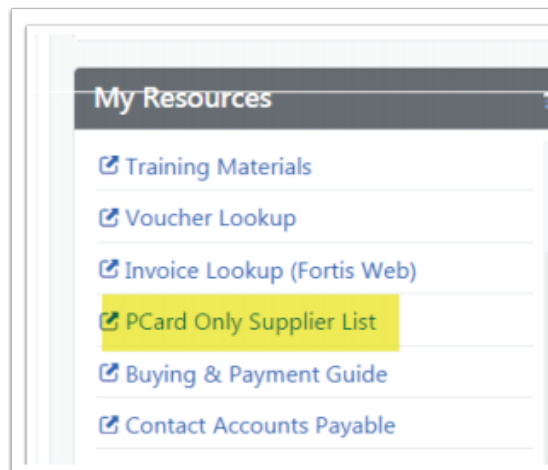 My Resources
Training Materials
Voucher Lookup
Invoice Lookup (Fortis Web)
PCard Only Supplier List
Buying & Payment Guide
Contact Accounts Payable